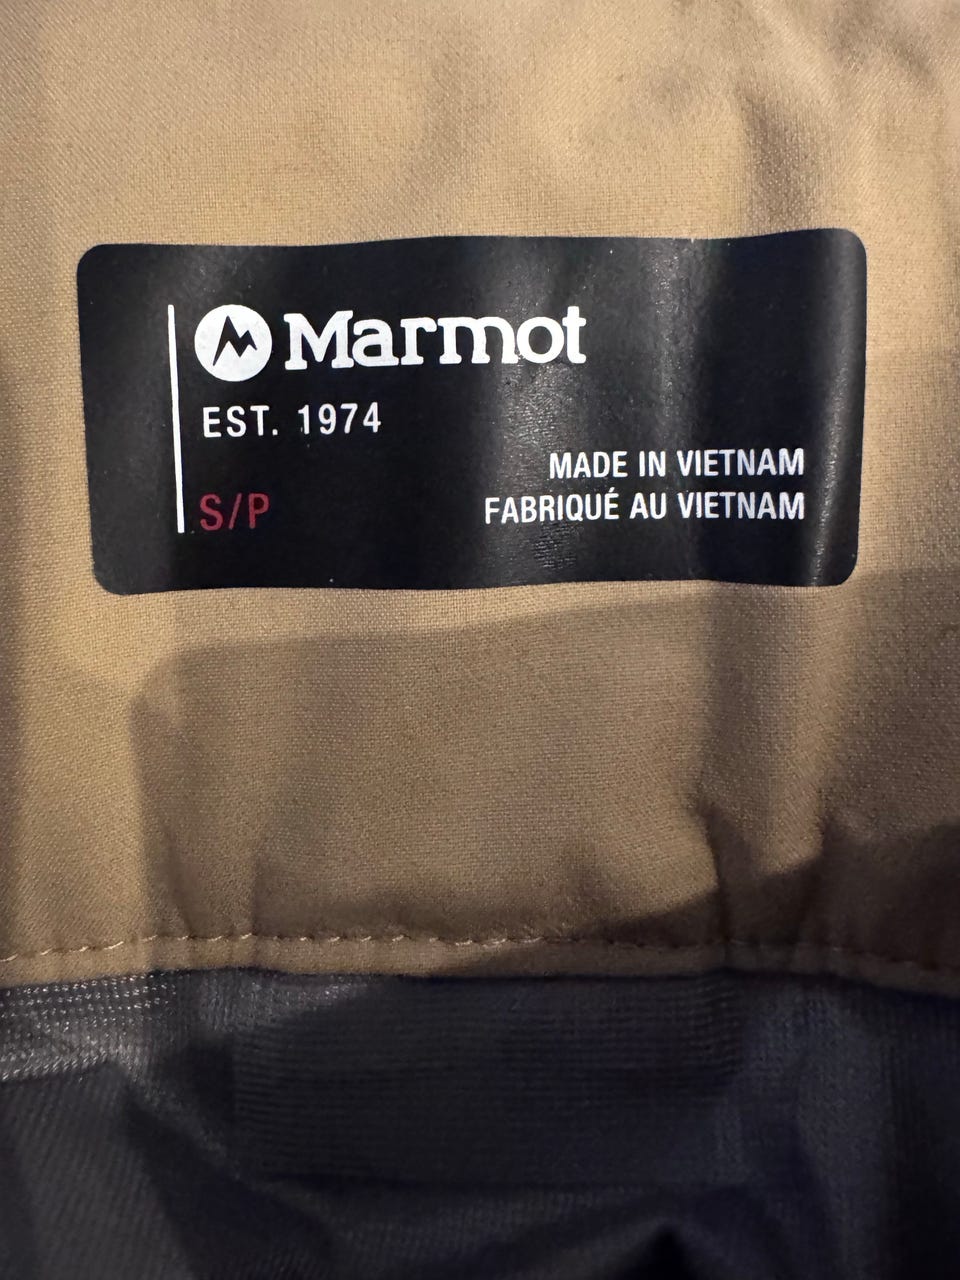 Marmot
EST. 1974
S/P
MADE IN VIETNAM
FABRIQUÉ AU VIETNAM